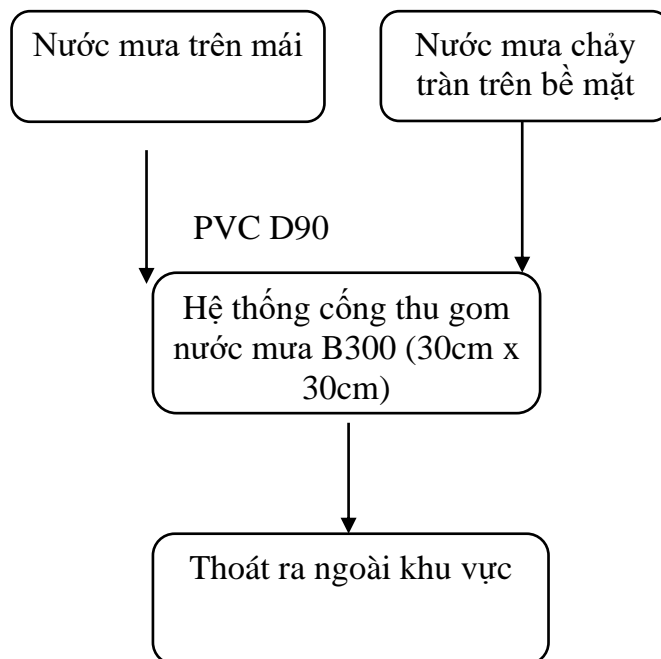 Nước mưa trên mái
Nước mưa chảy
tràn trên bề mặt
PVC D90
Hệ thống cống thu gom
nước mưa B300 (30cm x
30cm)
Thoát ra ngoài khu vực